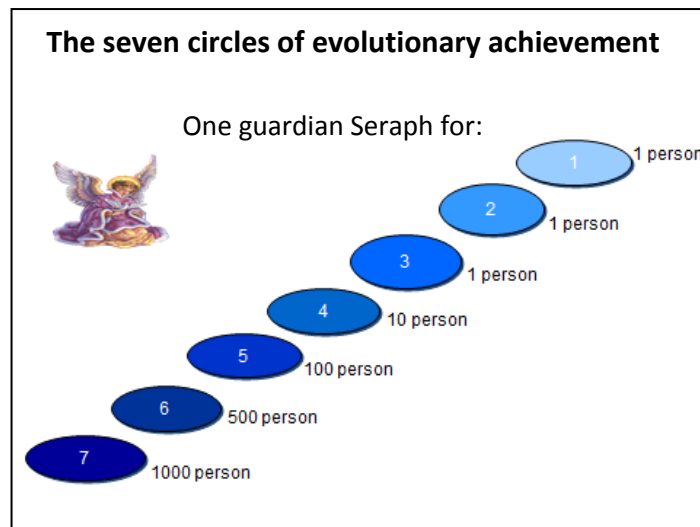 The seven circles of evolutionary achievement
One guardian Seraph for:
1
1 person
2
1 person
3
1 person
4
10 person
5
100 person
6
500 person
7
1000 person